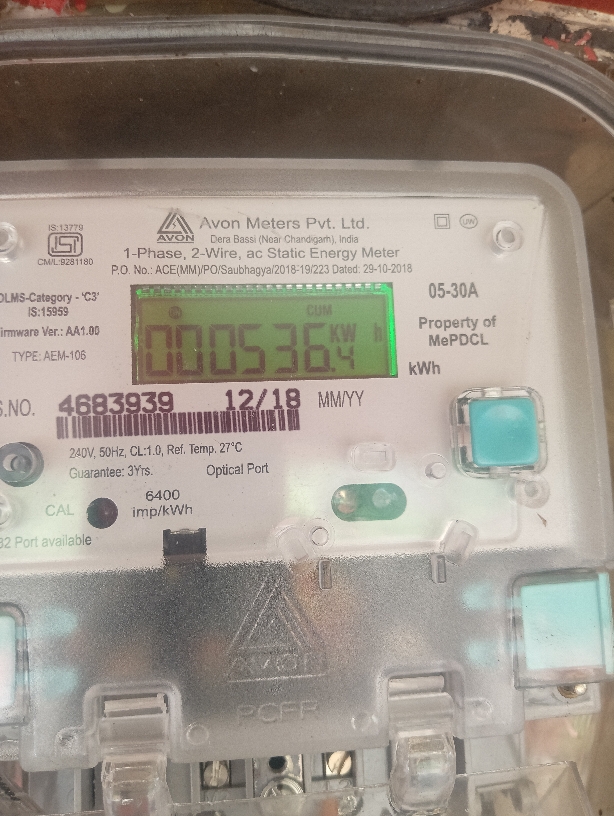 IS:13779
ISI
CM/L:9281180
AVON
Avon Meters Pvt. Ltd.
Dera Bassi (Near Chandigarh), India
1-Phase, 2-Wire, ac Static Energy Meter
P.O. No.: ACE(MM)/PO/Saubhagya/2018-19/223 Dated: 29-10-2018
DLMS-Category - 'C3'
IS:15959
Firmware Ver.: AA1.00
TYPE: AEM-106
CUM
000536.4 KW h
05-30A
Property of
MePDCL
kWh
S.NO. 4683939 12/18 MM/YY
240V, 50Hz, CL:1.0, Ref. Temp. 27°C
Guarantee: 3Yrs. Optical Port
CAL
6400
imp/kWh
Port available
AVON